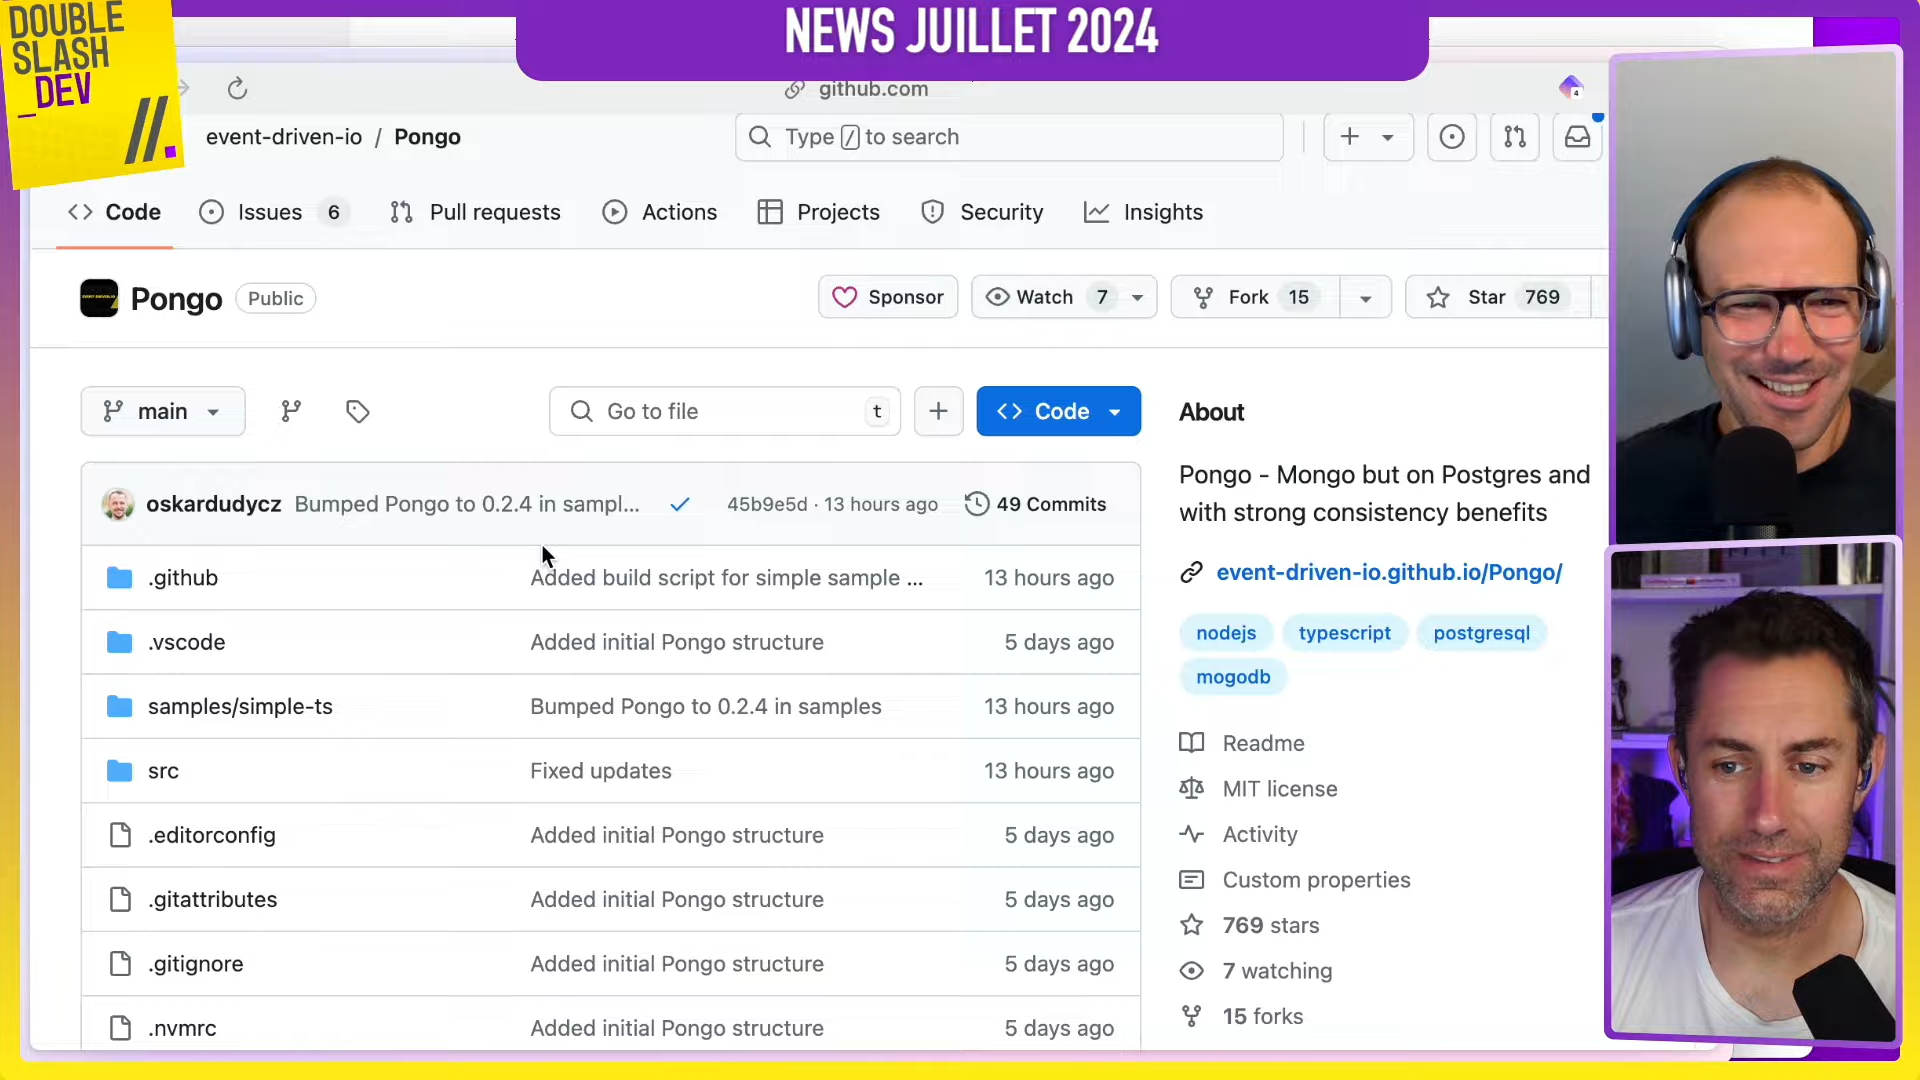 DOUBLE
SLASH
_DEV
//.
NEWS JUILLET 2024
github.com
4
event-driven-io / Pongo
Type / to search
Code
Issues 6
Pull requests
Actions
Projects
Security
Insights
Pongo Public
Sponsor
Watch 7
Fork 15
Star 769
main
Go to file t
Code
oskardudycz Bumped Pongo to 0.2.4 in sampl... 45b9e5d · 13 hours ago 49 Commits
.github Added build script for simple sample ... 13 hours ago
.vscode Added initial Pongo structure 5 days ago
samples/simple-ts Bumped Pongo to 0.2.4 in samples 13 hours ago
src Fixed updates 13 hours ago
.editorconfig Added initial Pongo structure 5 days ago
.gitattributes Added initial Pongo structure 5 days ago
.gitignore Added initial Pongo structure 5 days ago
.nvmrc Added initial Pongo structure 5 days ago
About
Pongo - Mongo but on Postgres and
with strong consistency benefits
event-driven-io.github.io/Pongo/
nodejs typescript postgresql
mogodb
Readme
MIT license
Activity
Custom properties
769 stars
7 watching
15 forks